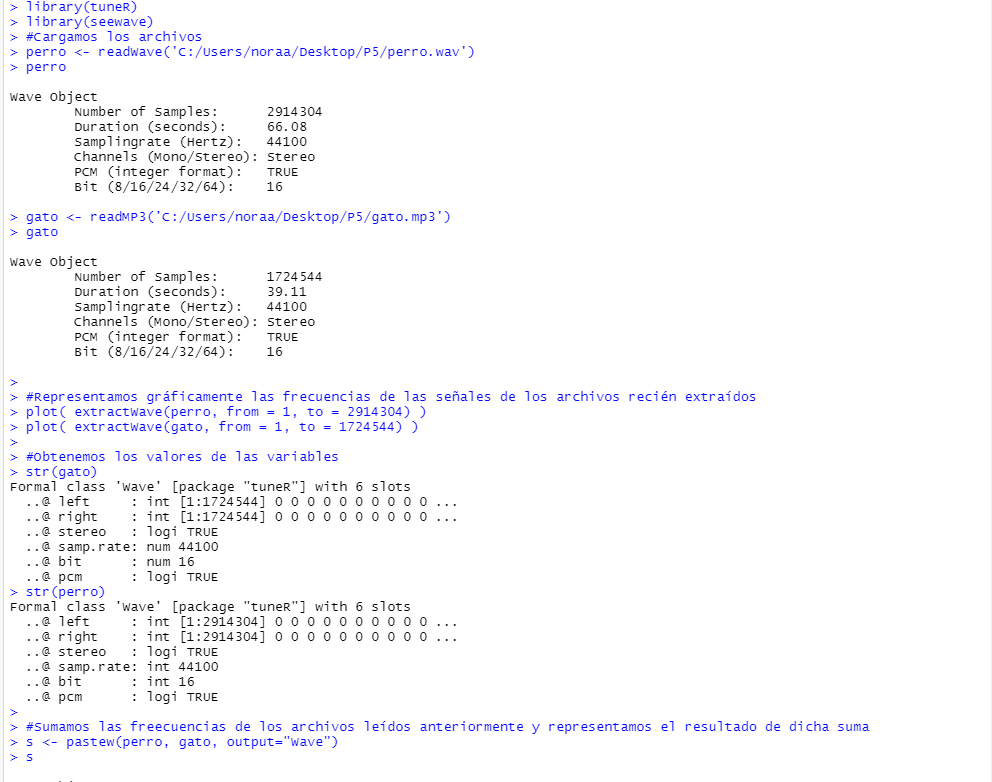 > library(tuneR)
> library(seewave)
> #Cargamos los archivos
> perro <- readWave('C:/Users/noraa/Desktop/P5/perro.wav')
> perro

Wave Object
        Number of Samples:      2914304
        Duration (seconds):     66.08
        Samplingrate (Hertz):   44100
        Channels (Mono/Stereo): Stereo
        PCM (integer format):   TRUE
        Bit (8/16/24/32/64):    16

> gato <- readMP3('C:/Users/noraa/Desktop/P5/gato.mp3')
> gato

Wave Object
        Number of Samples:      1724544
        Duration (seconds):     39.11
        Samplingrate (Hertz):   44100
        Channels (Mono/Stereo): Stereo
        PCM (integer format):   TRUE
        Bit (8/16/24/32/64):    16

>
> #Representamos gráficamente las frecuencias de las señales de los archivos recién extraídos
> plot( extractWave(perro, from = 1, to = 2914304) )
> plot( extractWave(gato, from = 1, to = 1724544) )
>
> #Obtenemos los valores de las variables
> str(gato)
Formal class 'Wave' [package "tuneR"] with 6 slots
  ..@ left     : int [1:1724544] 0 0 0 0 0 0 0 0 0 0 ...
  ..@ right    : int [1:1724544] 0 0 0 0 0 0 0 0 0 0 ...
  ..@ stereo   : logi TRUE
  ..@ samp.rate: num 44100
  ..@ bit      : num 16
  ..@ pcm      : logi TRUE
> str(perro)
Formal class 'Wave' [package "tuneR"] with 6 slots
  ..@ left     : int [1:2914304] 0 0 0 0 0 0 0 0 0 0 ...
  ..@ right    : int [1:2914304] 0 0 0 0 0 0 0 0 0 0 ...
  ..@ stereo   : logi TRUE
  ..@ samp.rate: int 44100
  ..@ bit      : int 16
  ..@ pcm      : logi TRUE
>
> #Sumamos las freecuencias de los archivos leídos anteriormente y representamos el resultado de dicha suma
> s <- pastew(perro, gato, output="Wave")
> s